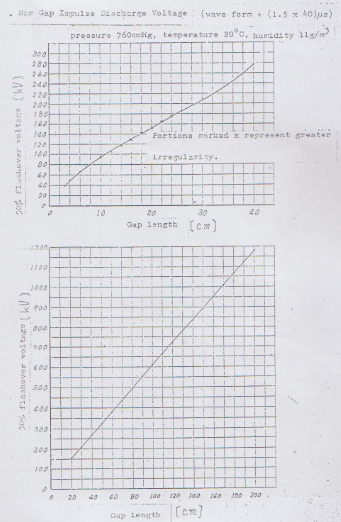 . Bar Gap Impulse Discharge Voltage (wave form + (1.5 x 40)μs)
pressure 760mmHg, temperature 20°C, humidity 11g/m³
50% flashover voltage [kV]
300
280
260
240
220
200
180
160
140
120
100
80
60
40
20
0
Portions marked x represent greater
irregularity.
0 10 20 30 40
Gap length [cm]
50% flashover voltage [kV]
1200
1100
1000
900
800
700
600
500
400
300
200
100
0
0 20 40 60 80 100 120 140 160 180 200
Gap length [cm]